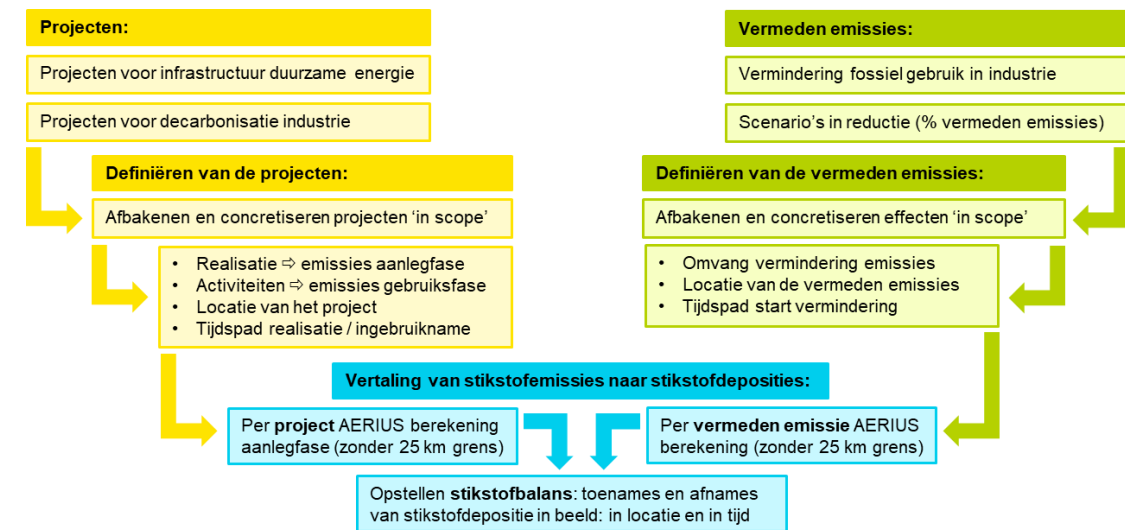 Projecten:
Projecten voor infrastructuur duurzame energie
Projecten voor decarbonisatie industrie
Definiëren van de projecten:
Afbakenen en concretiseren projecten ‘in scope’
• Realisatie ⇨ emissies aanlegfase
• Activiteiten ⇨ emissies gebruiksfase
• Locatie van het project
• Tijdspad realisatie / ingebruikname
Vermeden emissies:
Vermindering fossiel gebruik in industrie
Scenario’s in reductie (% vermeden emissies)
Definiëren van de vermeden emissies:
Afbakenen en concretiseren effecten ‘in scope’
• Omvang vermindering emissies
• Locatie van de vermeden emissies
• Tijdspad start vermindering
Vertaling van stikstofemissies naar stikstofdeposities:
Per project AERIUS berekening
aanlegfase (zonder 25 km grens)
Per vermeden emissie AERIUS
berekening (zonder 25 km grens)
Opstellen stikstofbalans: toenames en afnames
van stikstofdepositie in beeld: in locatie en in tijd